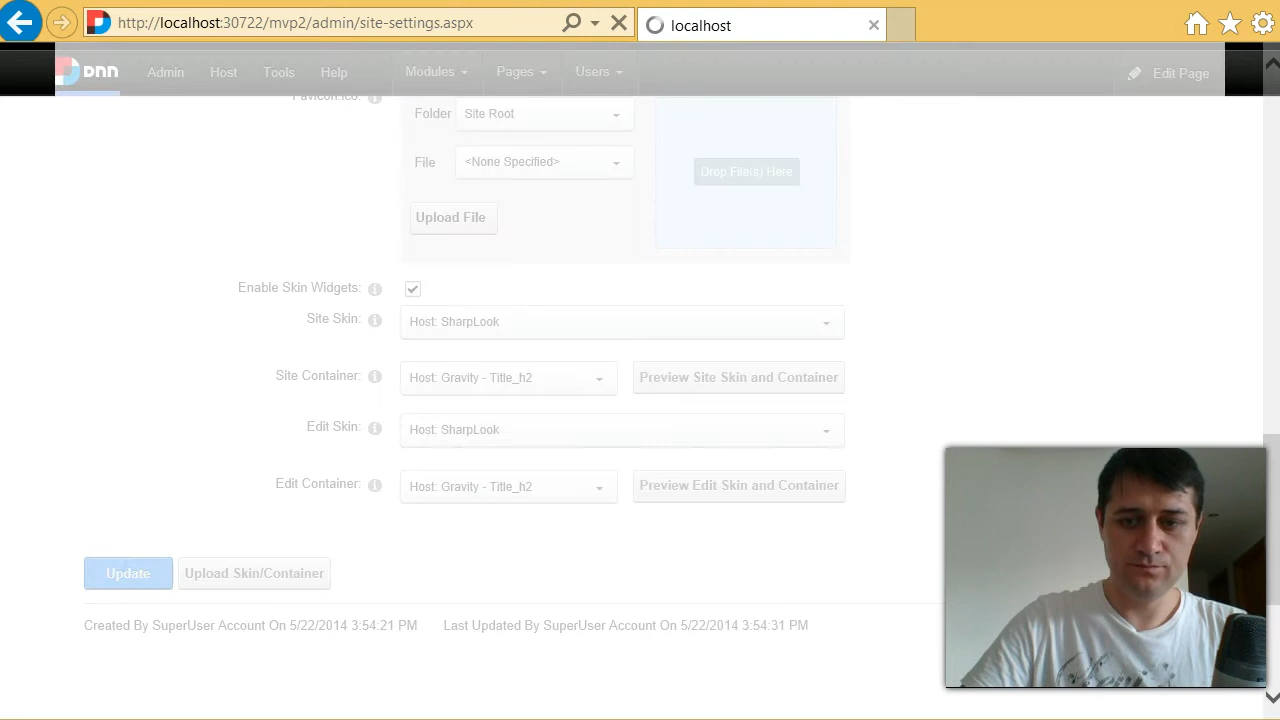 http://localhost:30722/mvp2/admin/site-settings.aspx
localhost
DNN Admin Host Tools Help Modules Pages Users Edit Page
Favicon.ico:
Folder Site Root
File <None Specified>
Drop File(s) Here
Upload File
Enable Skin Widgets:
Site Skin: Host: SharpLook
Site Container: Host: Gravity - Title_h2 Preview Site Skin and Container
Edit Skin: Host: SharpLook
Edit Container: Host: Gravity - Title_h2 Preview Edit Skin and Container
Update Upload Skin/Container
Created By SuperUser Account On 5/22/2014 3:54:21 PM Last Updated By SuperUser Account On 5/22/2014 3:54:31 PM